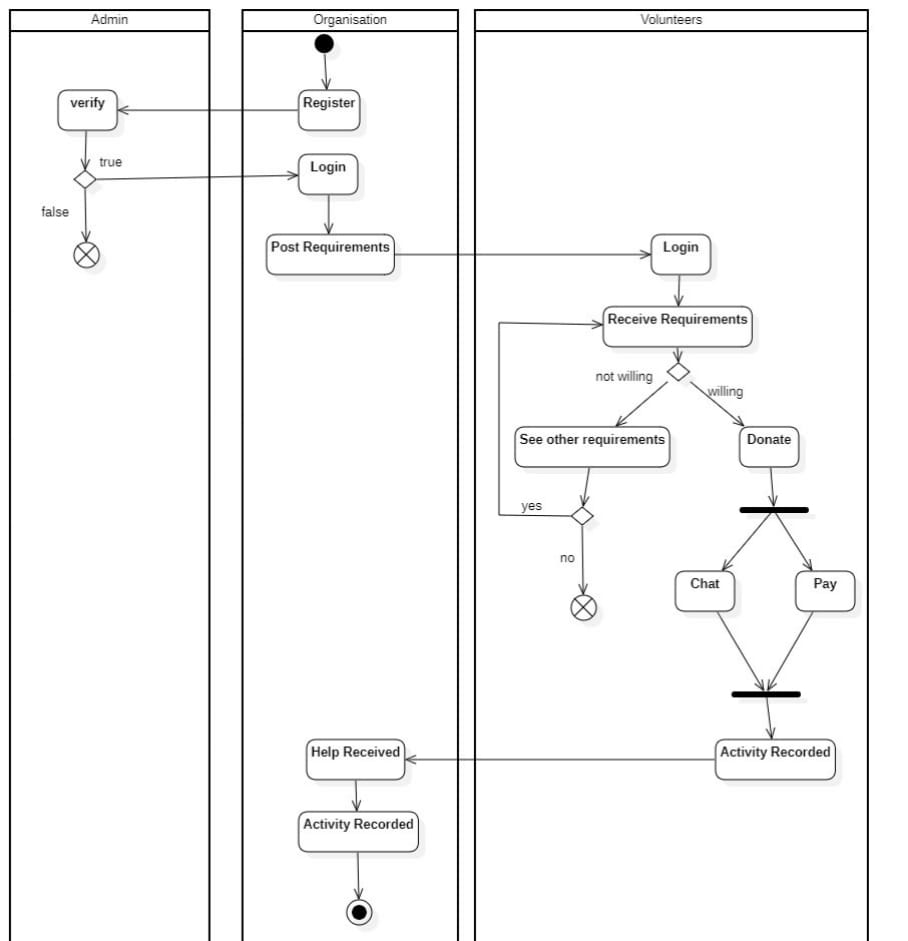 Admin
Organisation
Volunteers
verify
Register
true
Login
false
Post Requirements
Login
Receive Requirements
not willing
willing
See other requirements
Donate
yes
no
Chat
Pay
Help Received
Activity Recorded
Activity Recorded